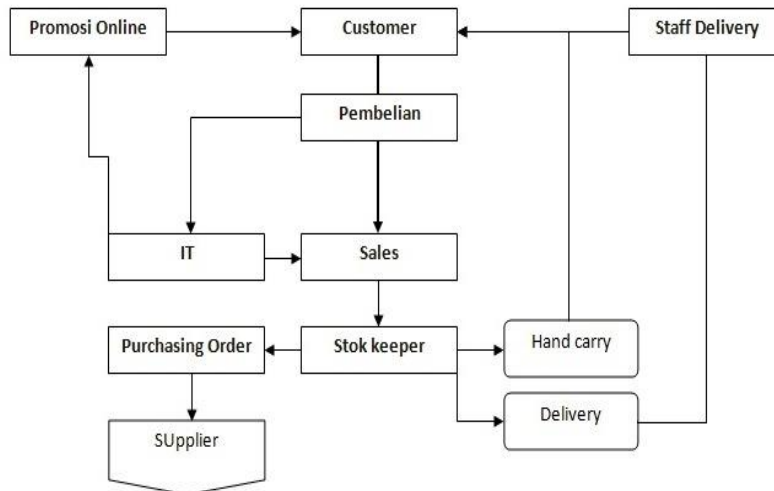 Promosi Online
Customer
Staff Delivery
Pembelian
IT
Sales
Purchasing Order
Stok keeper
Hand carry
Delivery
SUpplier